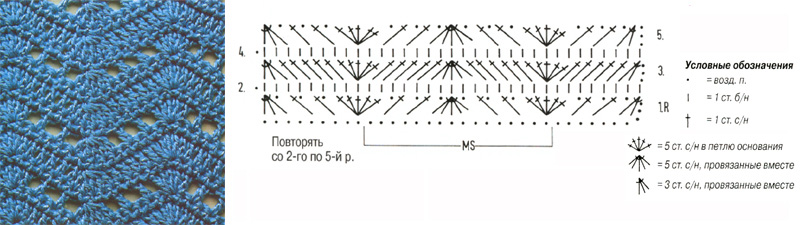 5.
4.
3.
2.
1.R
MS
Повторять
со 2-го по 5-й р.
Условные обозначения
= возд. п.
= 1 ст. б/н
= 1 ст. с/н
= 5 ст. с/н в петлю основания
= 5 ст. с/н, провязанные вместе
= 3 ст. с/н, провязанные вместе